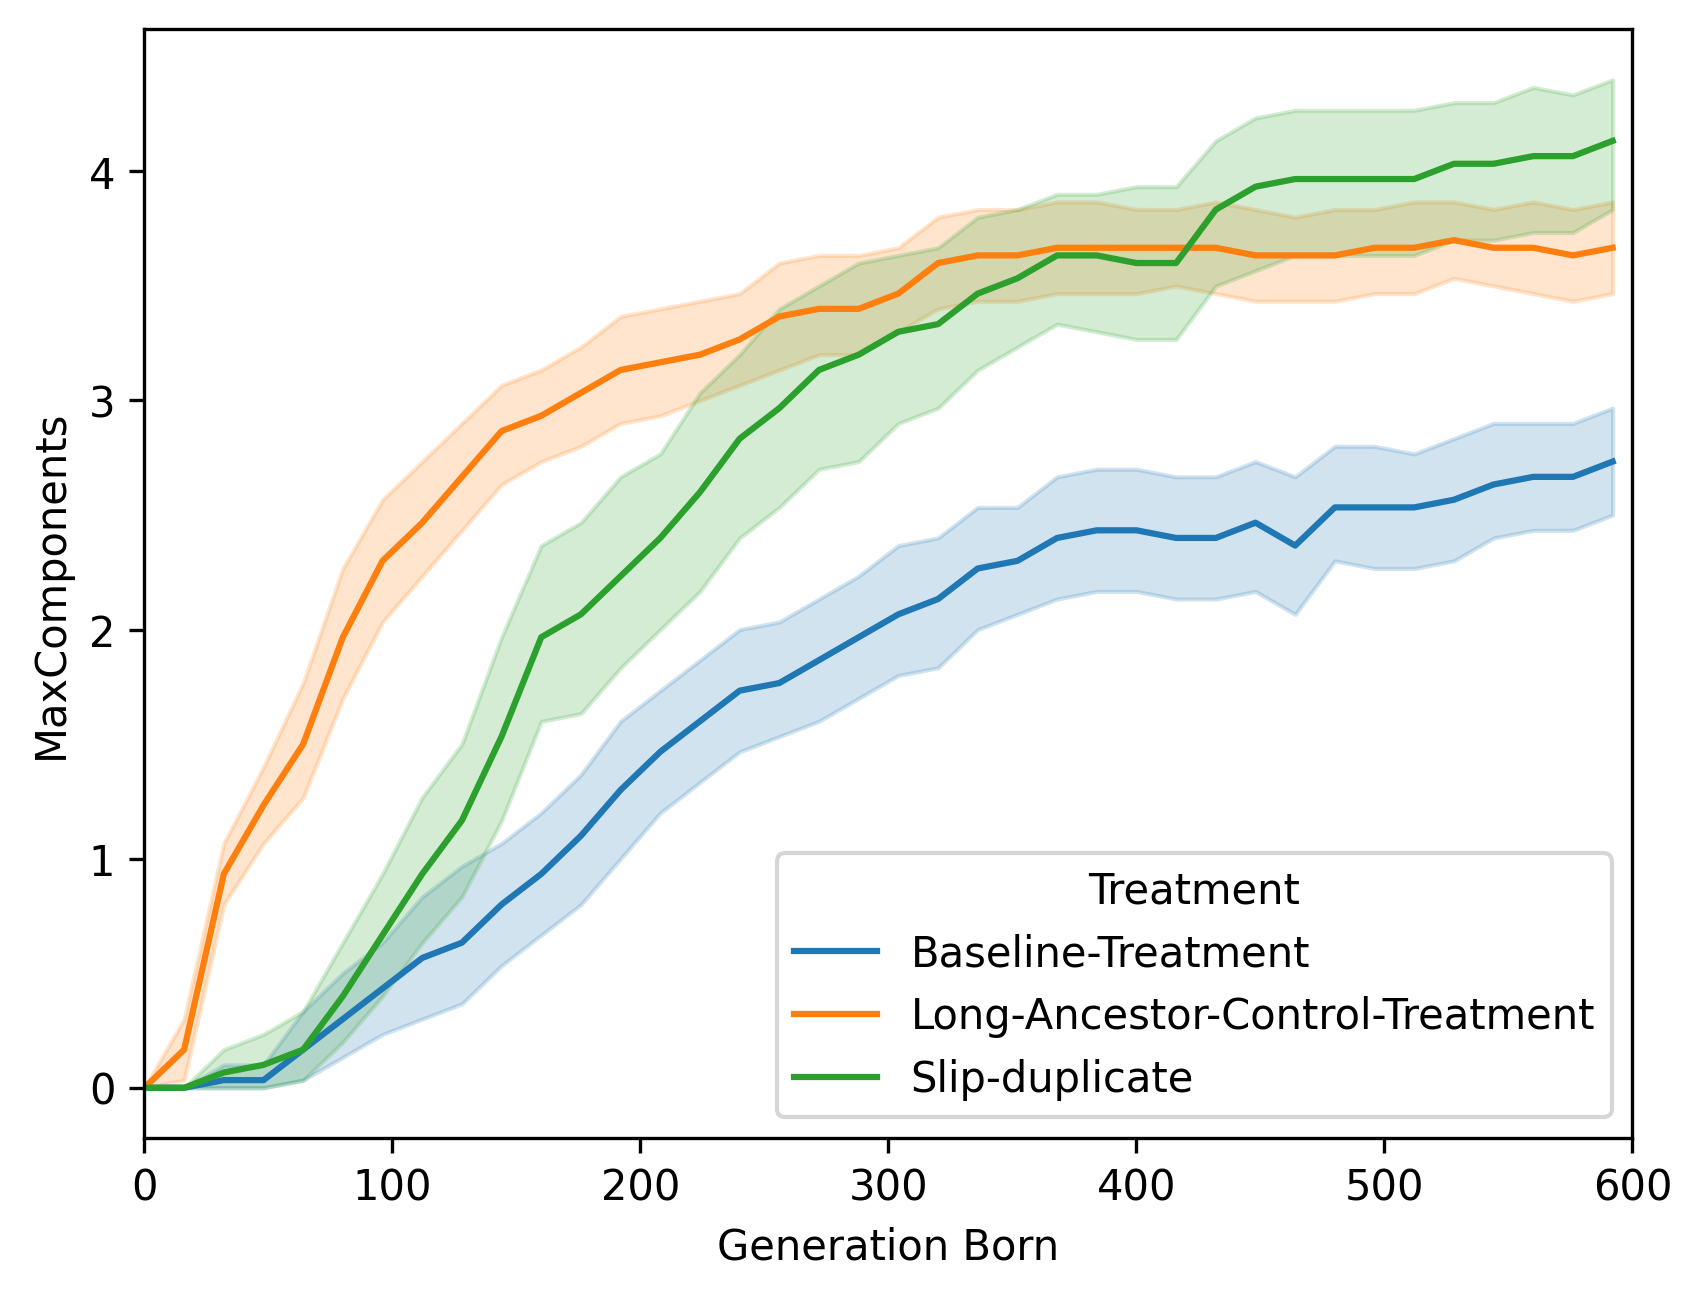 4
3
2
1
0
MaxComponents
0 100 200 300 400 500 600
Generation Born
Treatment
Baseline-Treatment
Long-Ancestor-Control-Treatment
Slip-duplicate